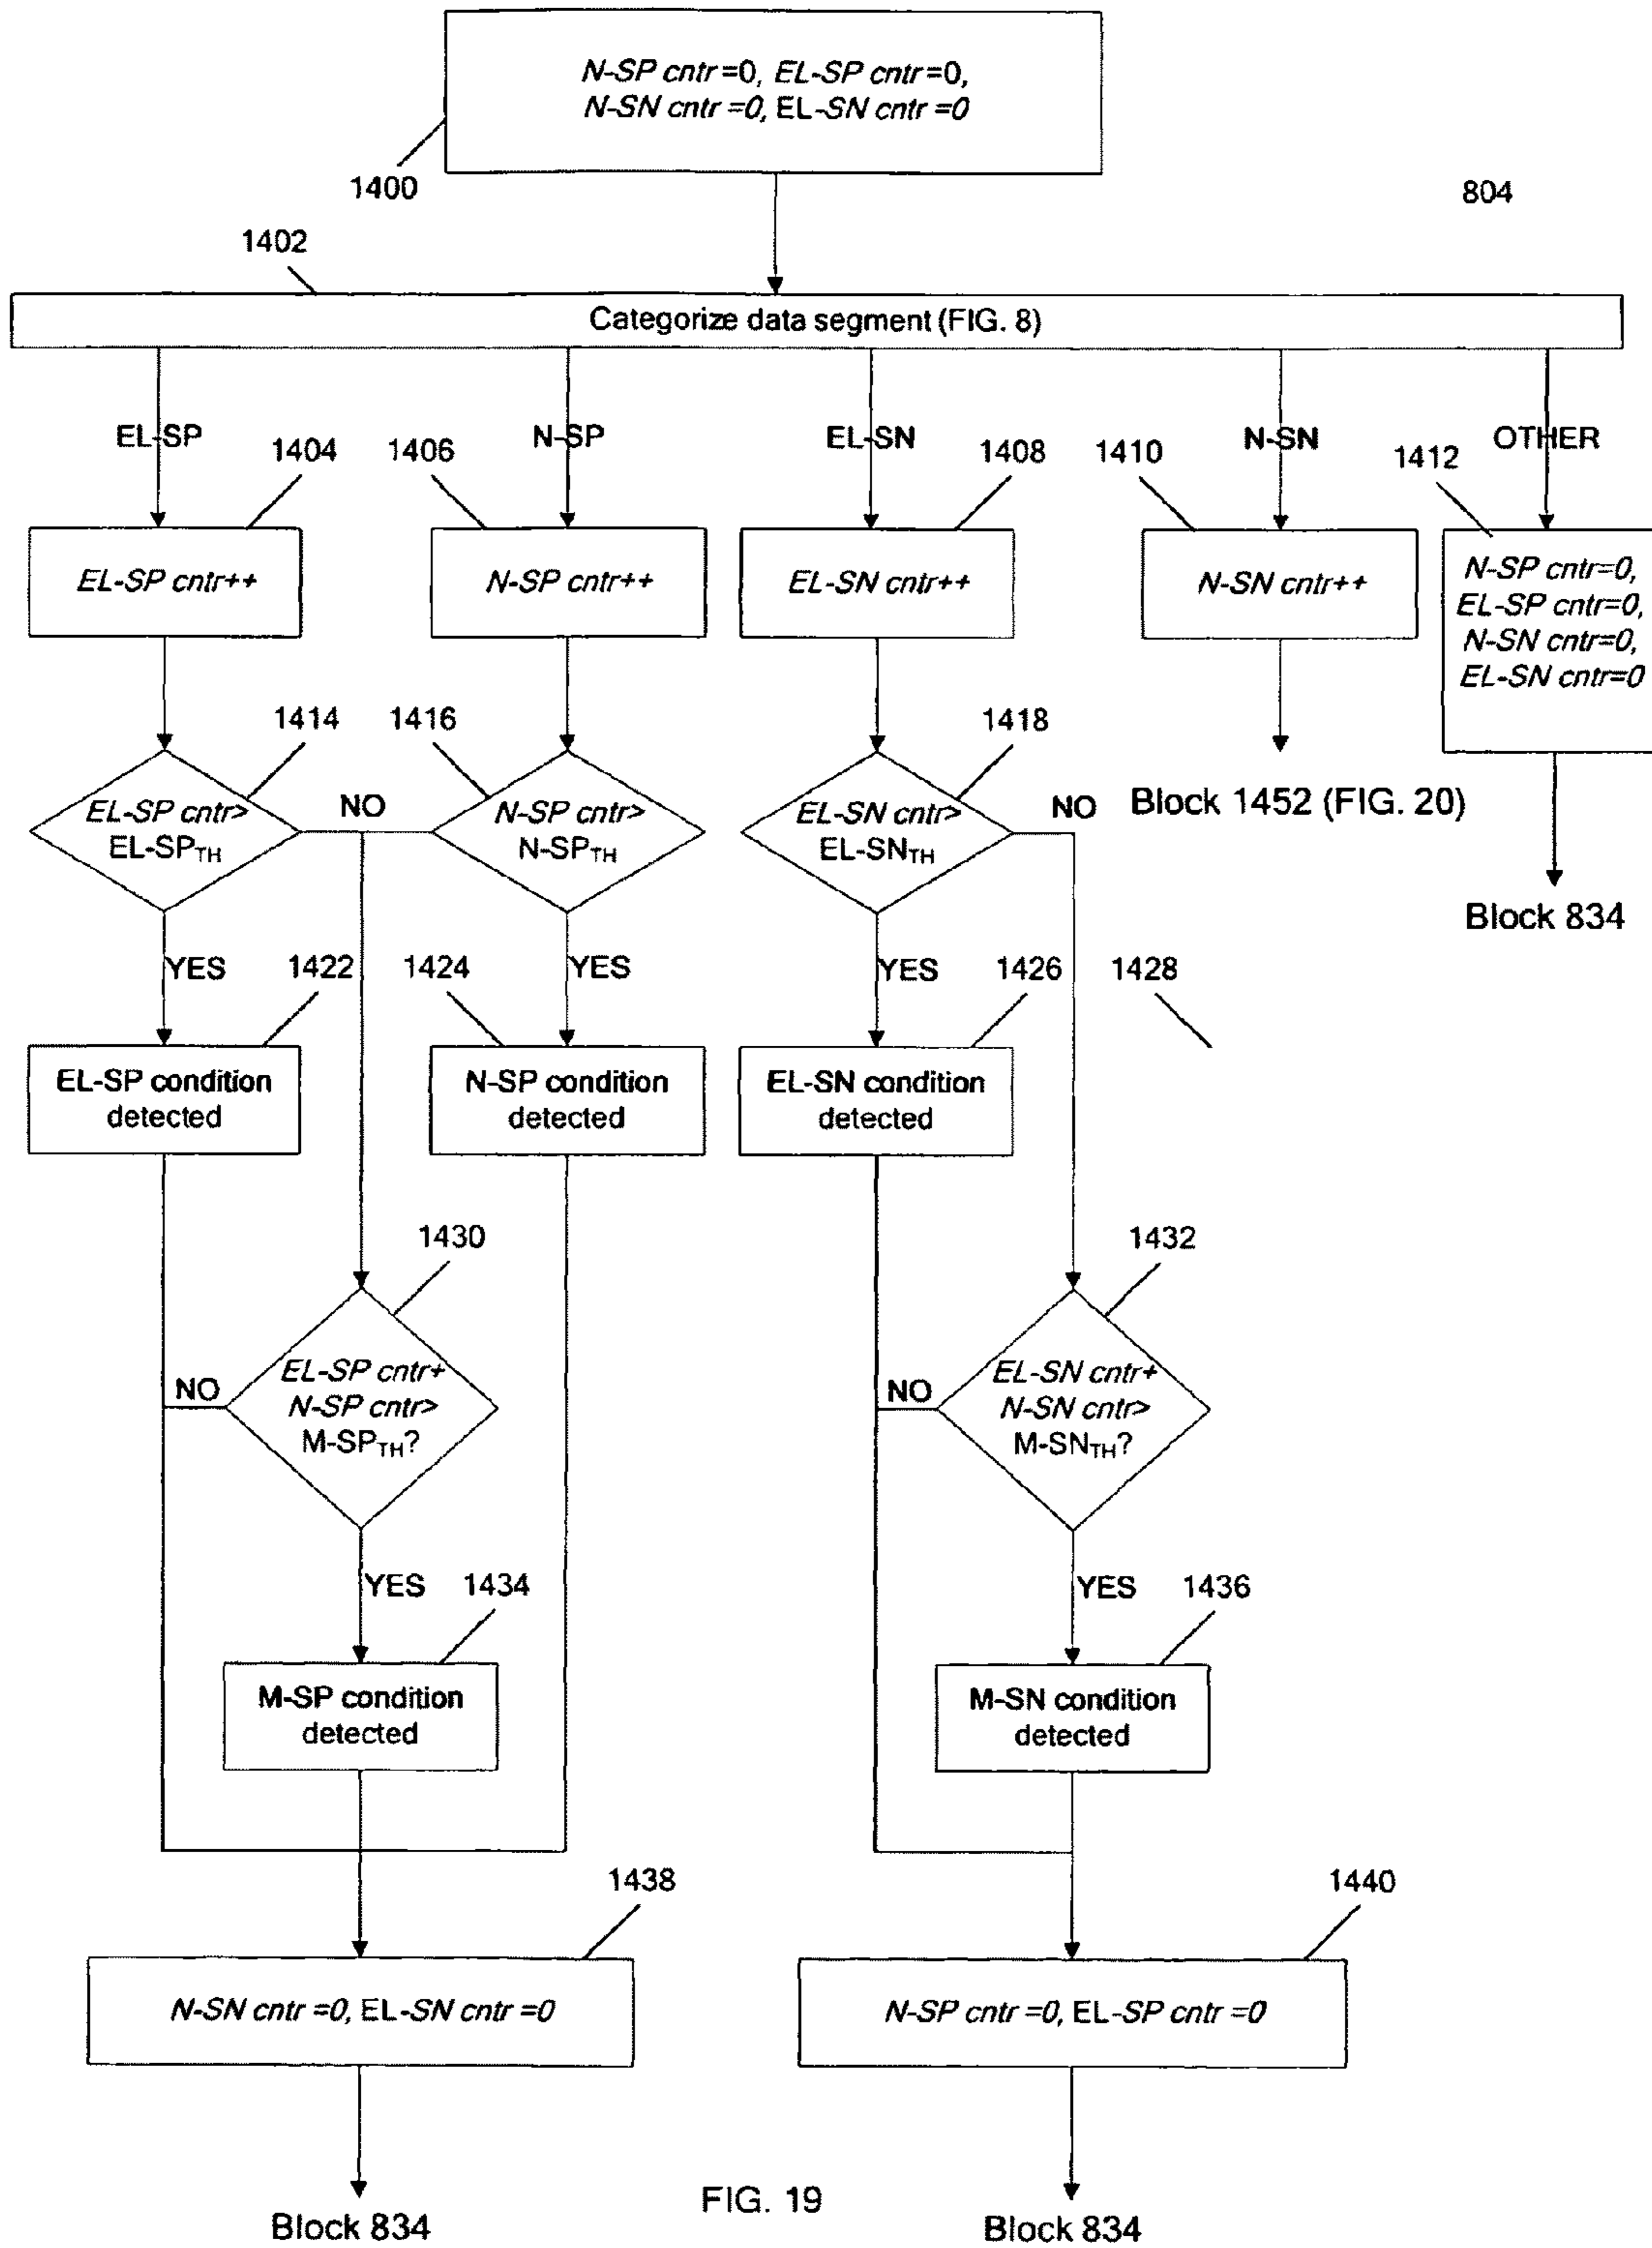 N-SP cntr=0, EL-SP cntr=0,
N-SN cntr =0, EL-SN cntr =0
1400
804
1402
Categorize data segment (FIG. 8)
EL-SP
N-SP
EL-SN
N-SN
OTHER
1404
1406
1408
1410
1412
EL-SP cntr++
N-SP cntr++
EL-SN cntr++
N-SN cntr++
N-SP cntr=0,
EL-SP cntr=0,
N-SN cntr=0,
EL-SN cntr=0
1414
1416
1418
EL-SP cntr>
EL-SPTH
NO
N-SP cntr>
N-SPTH
EL-SN cntr>
EL-SNTH
NO
Block 1452 (FIG. 20)
Block 834
YES
1422
1424
YES
YES
1426
1428
EL-SP condition
detected
N-SP condition
detected
EL-SN condition
detected
1430
1432
NO
EL-SP cntr+
N-SP cntr>
M-SPTH?
NO
EL-SN cntr+
N-SN cntr>
M-SNTH?
YES
1434
YES
1436
M-SP condition
detected
M-SN condition
detected
1438
1440
N-SN cntr =0, EL-SN cntr =0
N-SP cntr =0, EL-SP cntr =0
Block 834
FIG. 19
Block 834